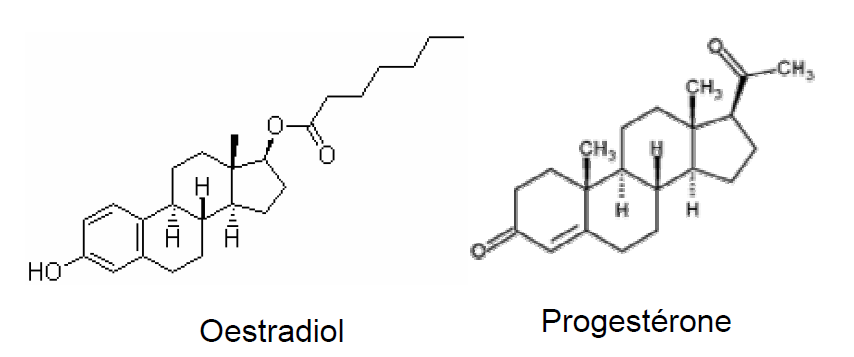 O
O
H
H
H
HO
Oestradiol
O
CH3
CH3
CH3
H
H
H
O
Progestérone